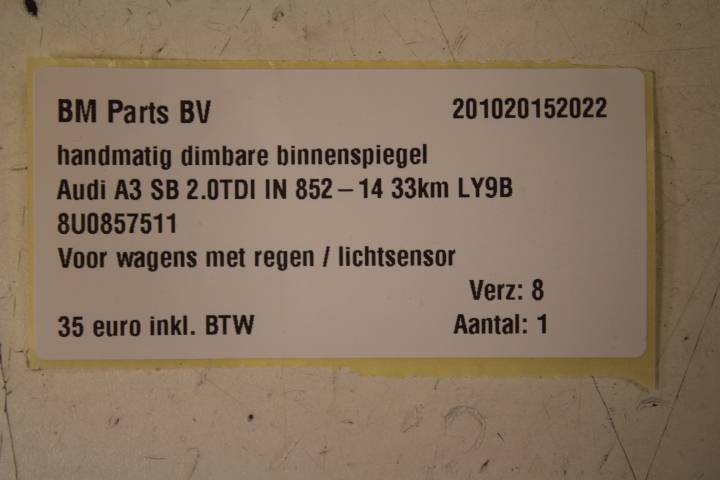 BM Parts BV 201020152022
handmatig dimbare binnenspiegel
Audi A3 SB 2.0TDI IN 852 – 14 33km LY9B
8U0857511
Voor wagens met regen / lichtsensor
Verz: 8
35 euro inkl. BTW Aantal: 1